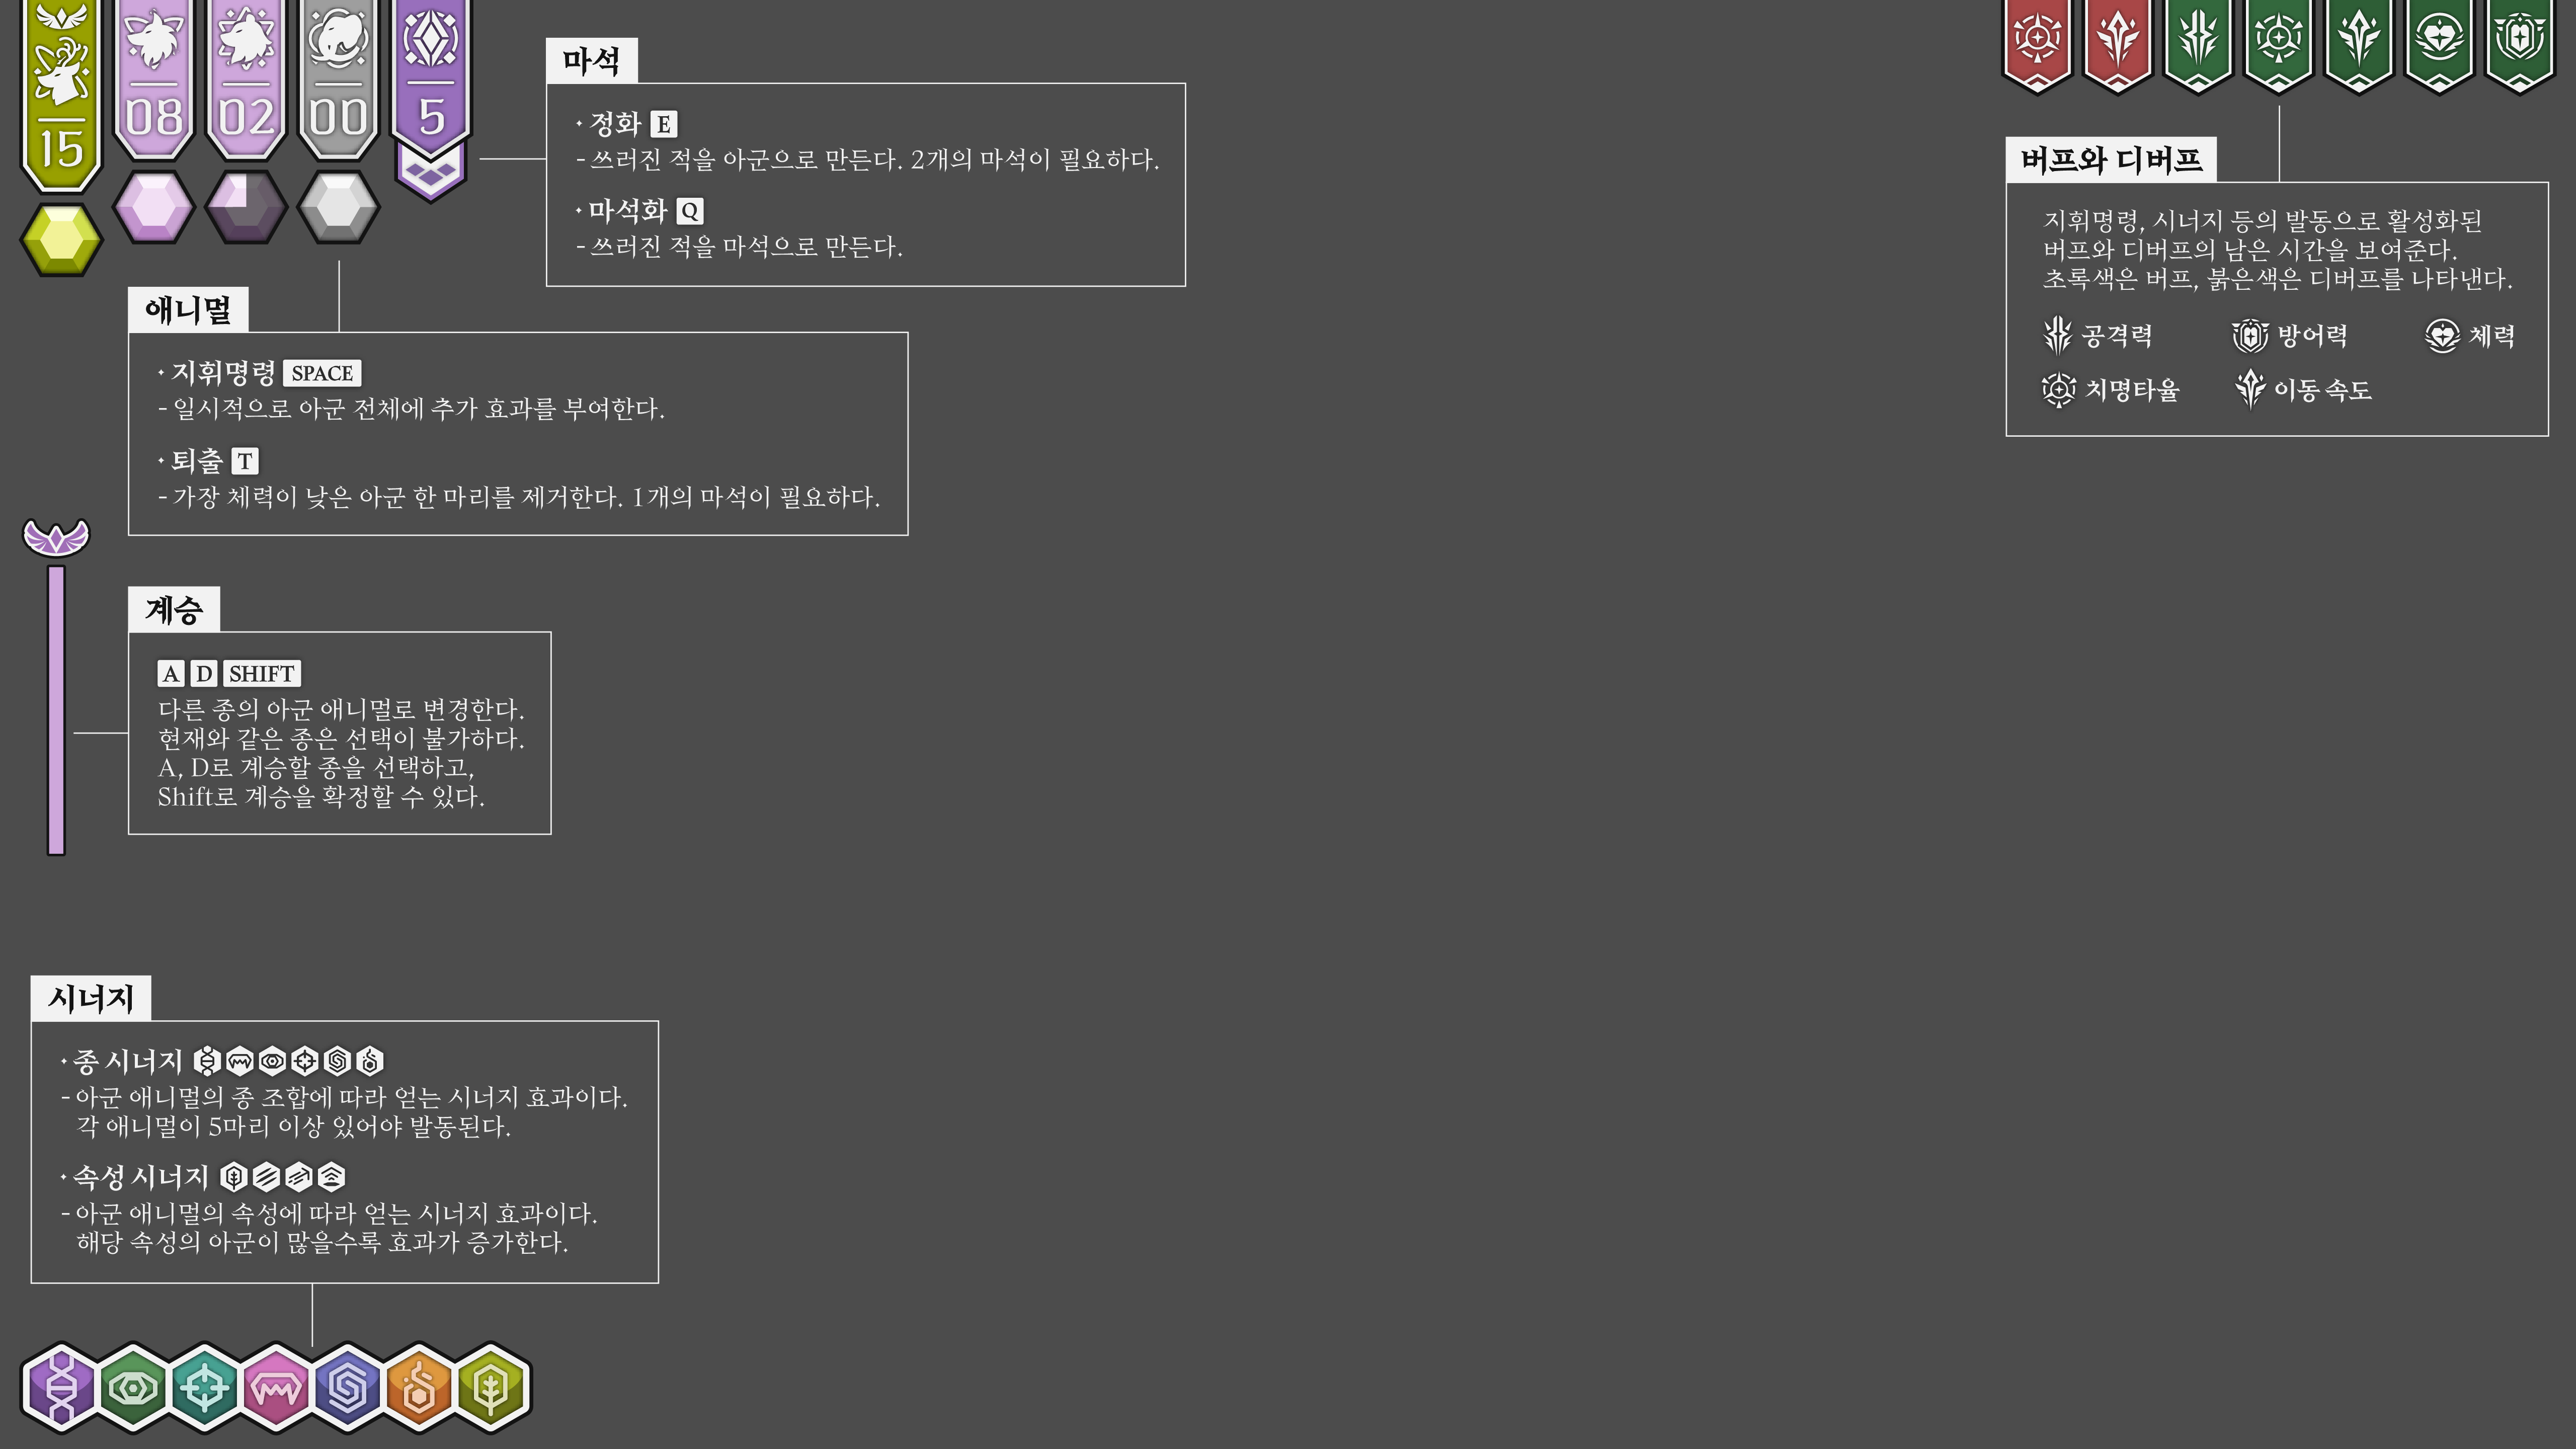 15
08
02
00
5
마석
· 정화 E
- 쓰러진 적을 아군으로 만든다. 2개의 마석이 필요하다.
· 마석화 Q
- 쓰러진 적을 마석으로 만든다.
애니멀
· 지휘명령 SPACE
- 일시적으로 아군 전체에 추가 효과를 부여한다.
· 퇴출 T
- 가장 체력이 낮은 아군 한 마리를 제거한다. 1개의 마석이 필요하다.
계승
A D SHIFT
다른 종의 아군 애니멀로 변경한다.
현재와 같은 종은 선택이 불가하다.
A, D로 계승할 종을 선택하고,
Shift로 계승을 확정할 수 있다.
시너지
· 종 시너지
- 아군 애니멀의 종 조합에 따라 얻는 시너지 효과이다.
각 애니멀이 5마리 이상 있어야 발동된다.
· 속성 시너지
- 아군 애니멀의 속성에 따라 얻는 시너지 효과이다.
해당 속성의 아군이 많을수록 효과가 증가한다.
버프와 디버프
지휘명령, 시너지 등의 발동으로 활성화된
버프와 디버프의 남은 시간을 보여준다.
초록색은 버프, 붉은색은 디버프를 나타낸다.
공격력 방어력 체력
치명타율 이동 속도